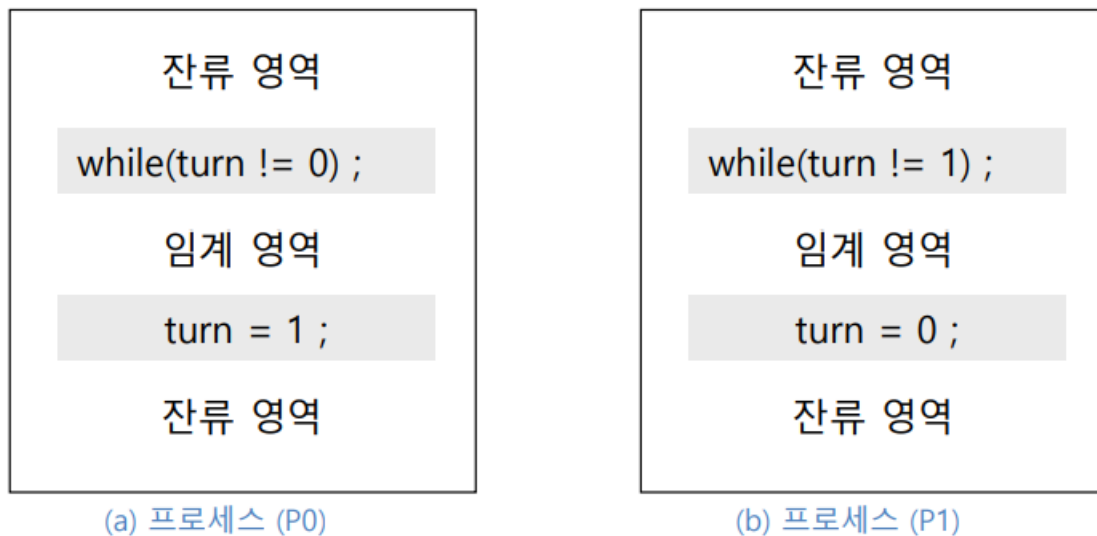 잔류 영역
while(turn != 0) ;
임계 영역
turn = 1 ;
잔류 영역
(a) 프로세스 (P0)
잔류 영역
while(turn != 1) ;
임계 영역
turn = 0 ;
잔류 영역
(b) 프로세스 (P1)